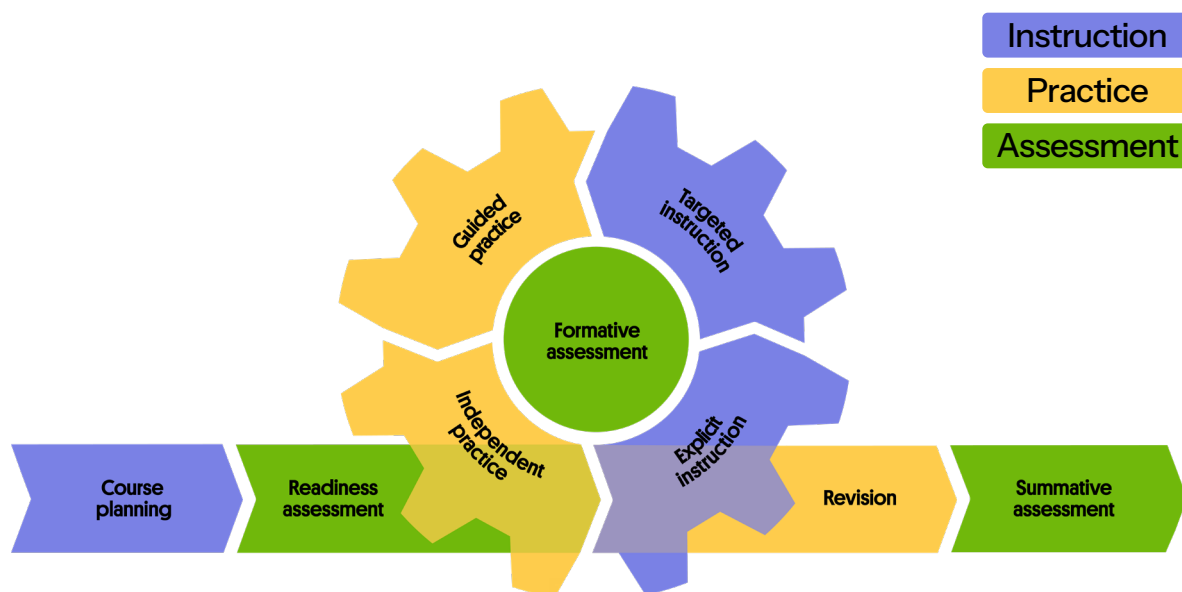 Instruction
Practice
Assessment
Guided
practice
Targeted
instruction
Formative
assessment
Independent
practice
Explicit
instruction
Course
planning
Readiness
assessment
Revision
Summative
assessment